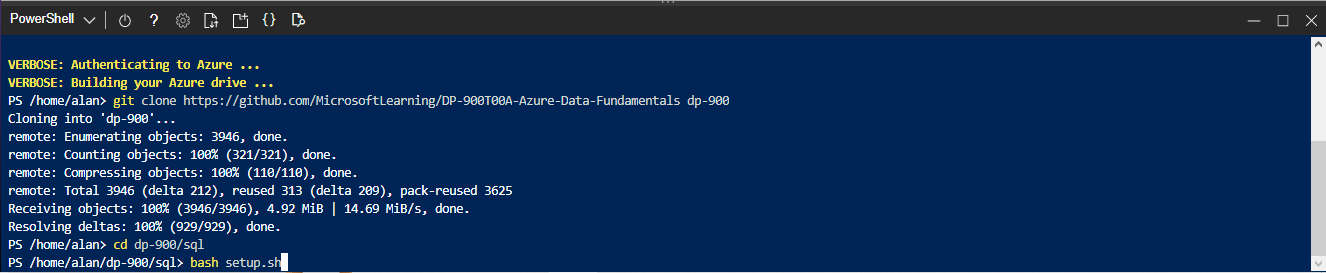 PowerShell
VERBOSE: Authenticating to Azure ...
VERBOSE: Building your Azure drive ...
PS /home/alan> git clone https://github.com/MicrosoftLearning/DP-900T00A-Azure-Data-Fundamentals dp-900
Cloning into 'dp-900'...
remote: Enumerating objects: 3946, done.
remote: Counting objects: 100% (321/321), done.
remote: Compressing objects: 100% (110/110), done.
remote: Total 3946 (delta 212), reused 313 (delta 209), pack-reused 3625
Receiving objects: 100% (3946/3946), 4.92 MiB | 14.69 MiB/s, done.
Resolving deltas: 100% (929/929), done.
PS /home/alan> cd dp-900/sql
PS /home/alan/dp-900/sql> bash setup.sh